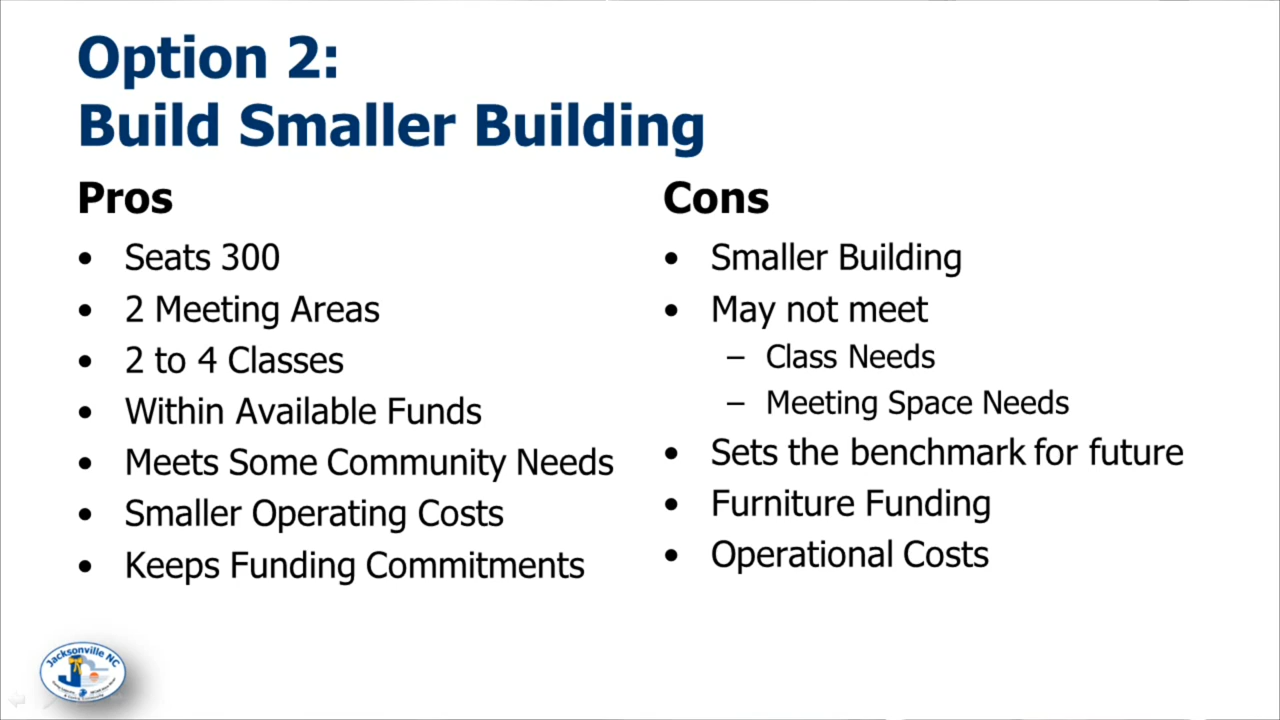 Option 2:
Build Smaller Building
Pros
• Seats 300
• 2 Meeting Areas
• 2 to 4 Classes
• Within Available Funds
• Meets Some Community Needs
• Smaller Operating Costs
• Keeps Funding Commitments
Cons
• Smaller Building
• May not meet
– Class Needs
– Meeting Space Needs
• Sets the benchmark for future
• Furniture Funding
• Operational Costs
Jacksonville NC